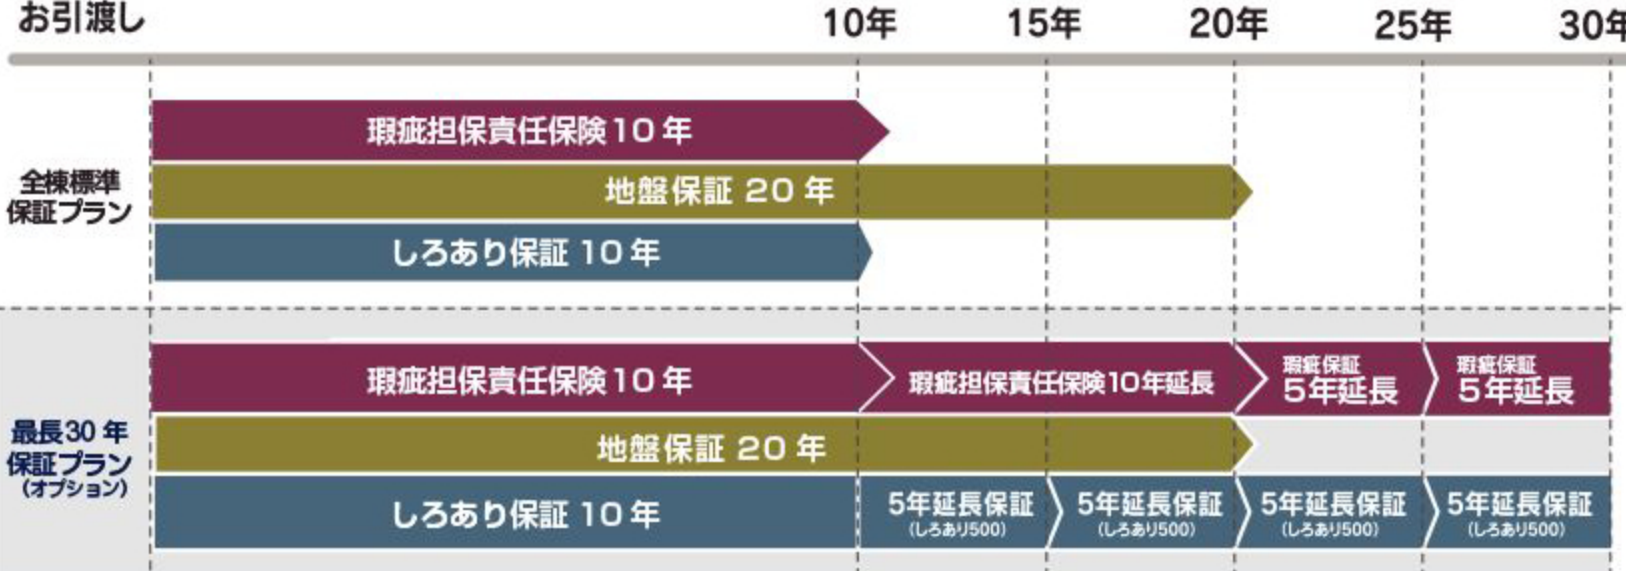 お引渡し
10年
15年
20年
25年
30年
全棟標準
保証プラン
瑕疵担保責任保険10年
地盤保証 20年
しろあり保証 10年
最長30年
保証プラン
(オプション)
瑕疵担保責任保険10年
瑕疵担保責任保険10年延長
瑕疵保証
5年延長
瑕疵保証
5年延長
地盤保証 20年
しろあり保証 10年
5年延長保証
(しろあり500)
5年延長保証
(しろあり500)
5年延長保証
(しろあり500)
5年延長保証
(しろあり500)